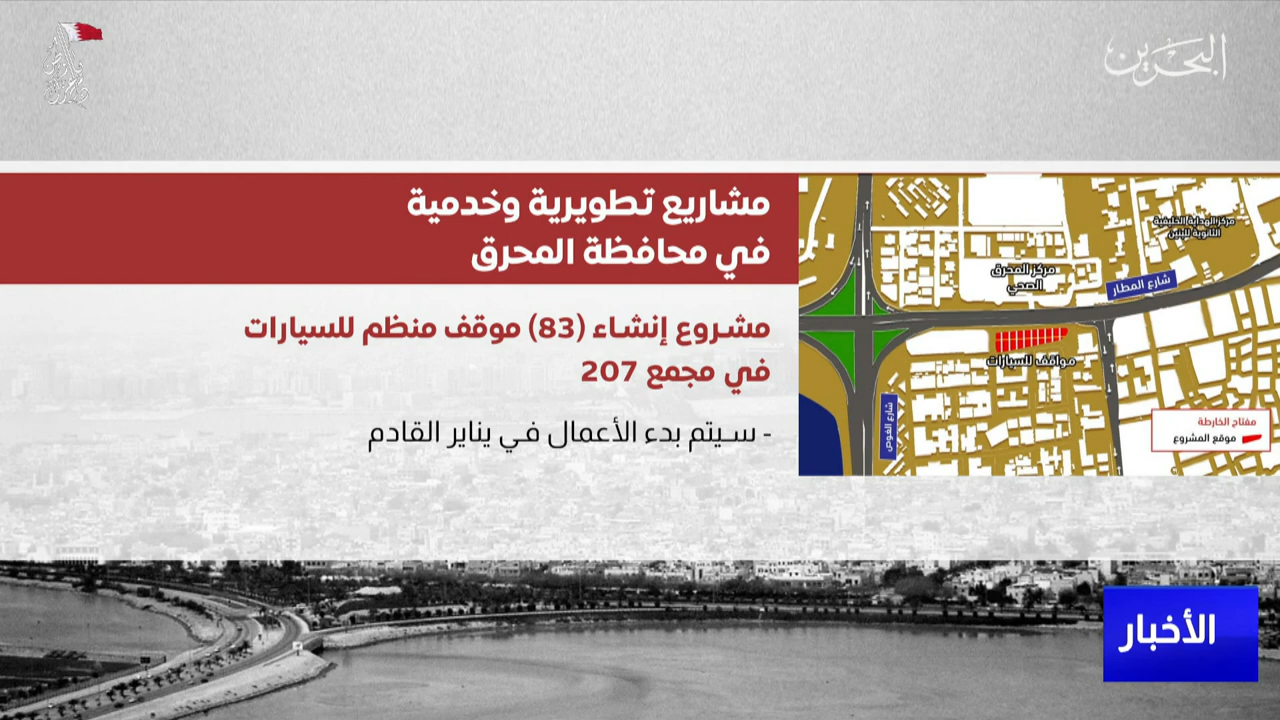 البحرين
مشاريع تطويرية وخدمية
في محافظة المحرق
مشروع إنشاء (83) موقف منظم للسيارات
في مجمع 207
- سيتم بدء الأعمال في يناير القادم
مركز الهداية الخليفية
الثانوية للبنين
مركز المحرق
الصحي
شارع المطار
مواقف للسيارات
شارع الغوص
مفتاح الخارطة
موقع المشروع
الأخبار